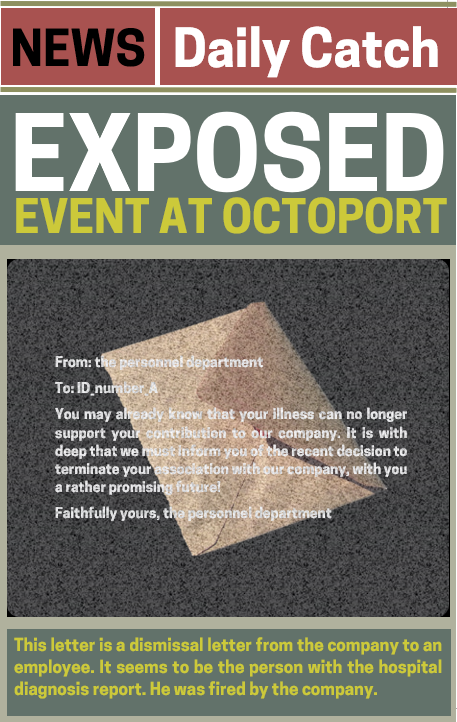 NEWS Daily Catch
EXPOSED
EVENT AT OCTOPORT
From: the personnel department
To: ID_number A
You may already know that your illness can no longer
support your contribution to our company. It is with
deep that we must inform you of the recent decision to
terminate your association with our company, with you
a rather promising future!
Faithfully yours, the personnel department
This letter is a dismissal letter from the company to an
employee. It seems to be the person with the hospital
diagnosis report. He was fired by the company.